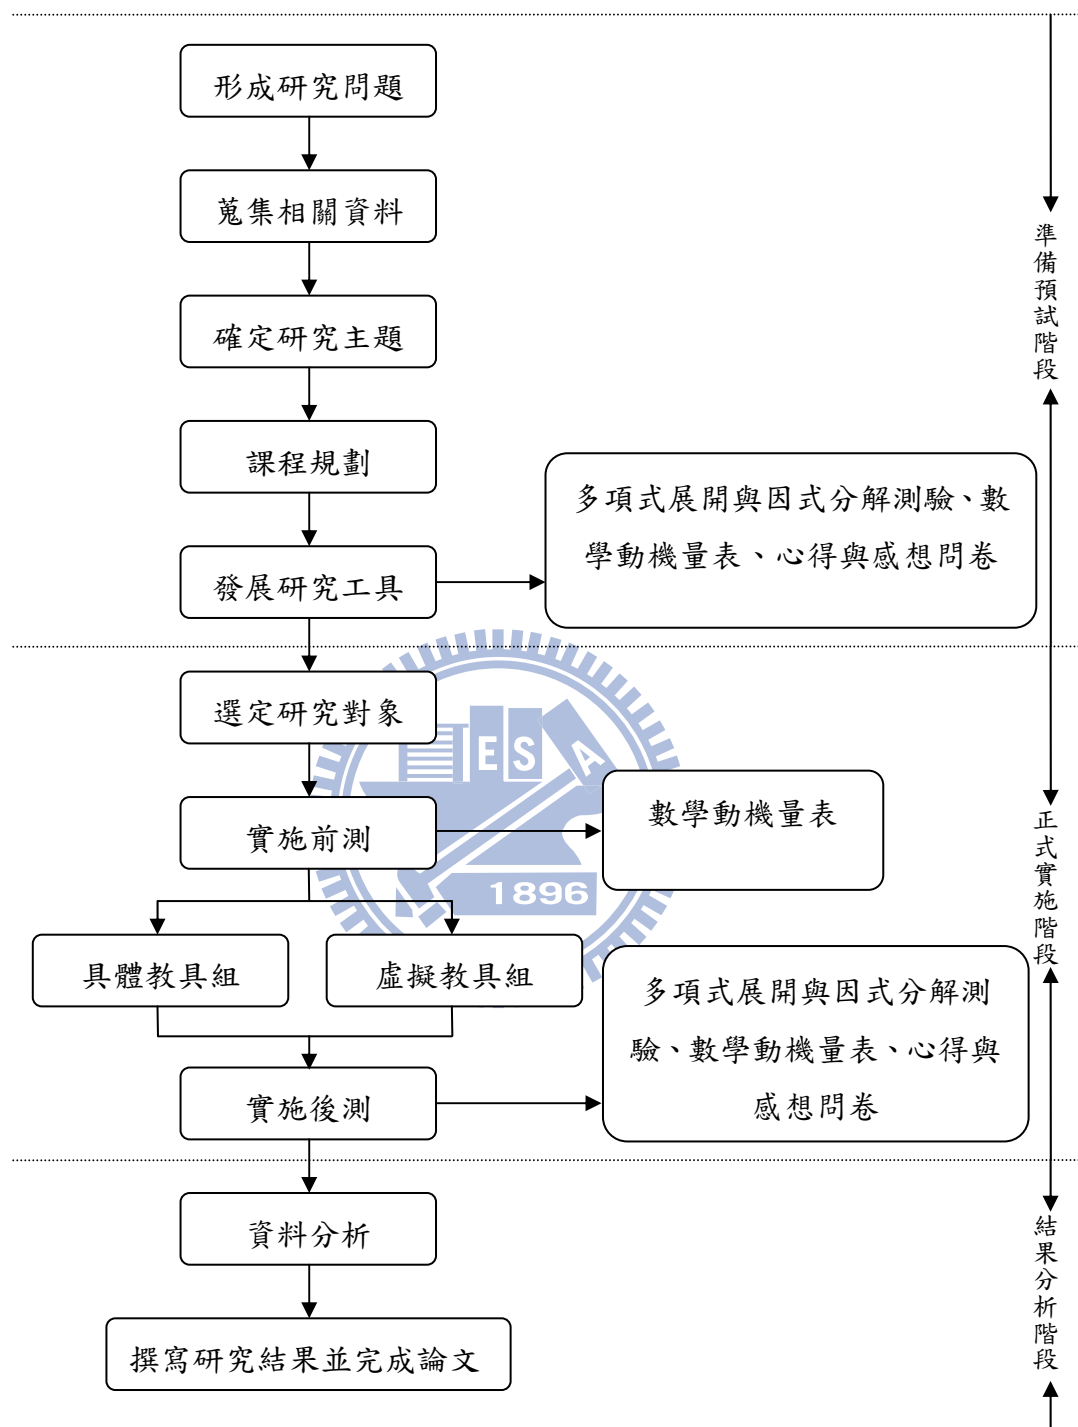 形成研究問題
蒐集相關資料
確定研究主題
課程規劃
發展研究工具
多項式展開與因式分解測驗、數
學動機量表、心得與感想問卷
準備預試階段
選定研究對象
ES
A
1896
實施前測
數學動機量表
具體教具組
虛擬教具組
正式實施階段
實施後測
多項式展開與因式分解測
驗、數學動機量表、心得與
感想問卷
資料分析
撰寫研究結果並完成論文
結果分析階段